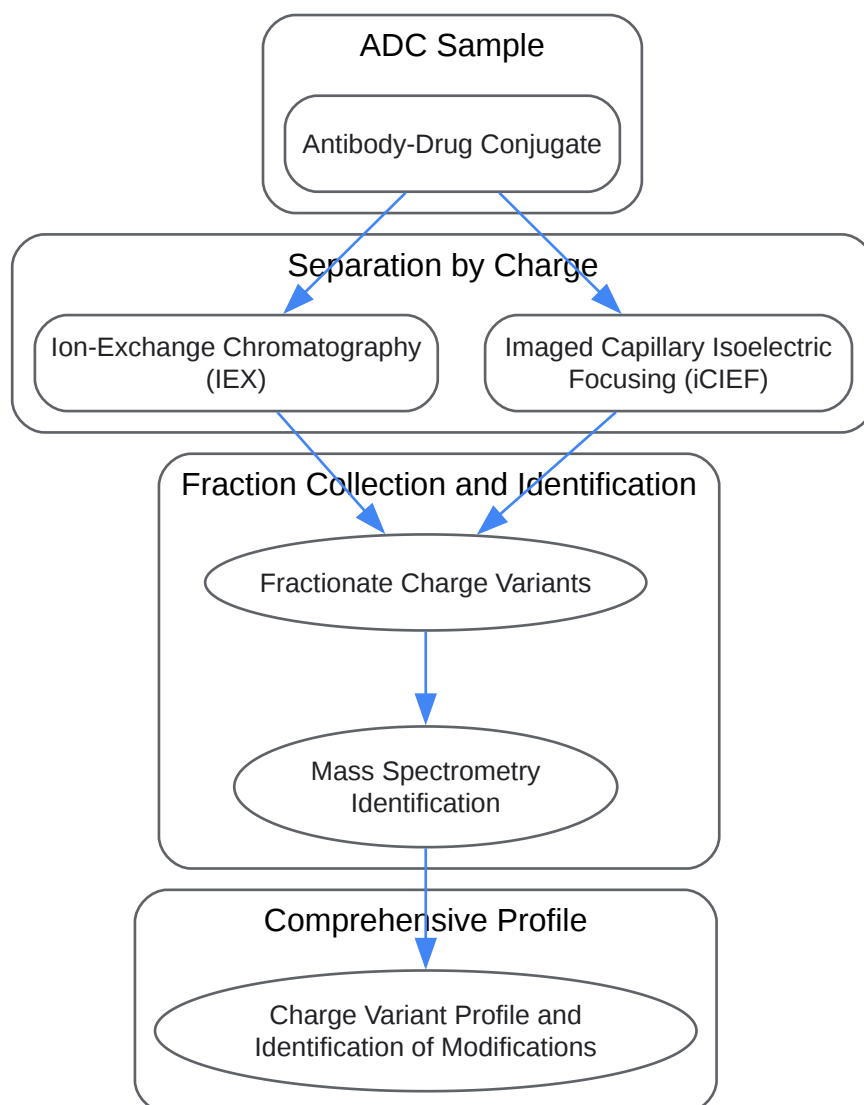 ADC Sample
Antibody-Drug Conjugate
Separation by Charge
Ion-Exchange Chromatography
(IEX)
Imaged Capillary Isoelectric
Focusing (iCIEF)
Fraction Collection and Identification
Fractionate Charge Variants
Mass Spectrometry
Identification
Comprehensive Profile
Charge Variant Profile and
Identification of Modifications